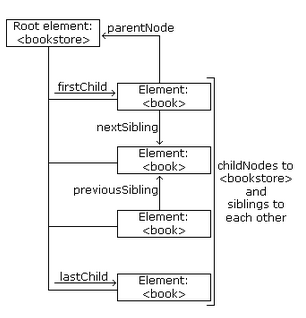 Root element:
<bookstore>
parentNode
firstChild
Element:
<book>
nextSibling
Element:
<book>
childNodes to
<bookstore>
and
siblings to
each other
previousSibling
Element:
<book>
lastChild
Element:
<book>